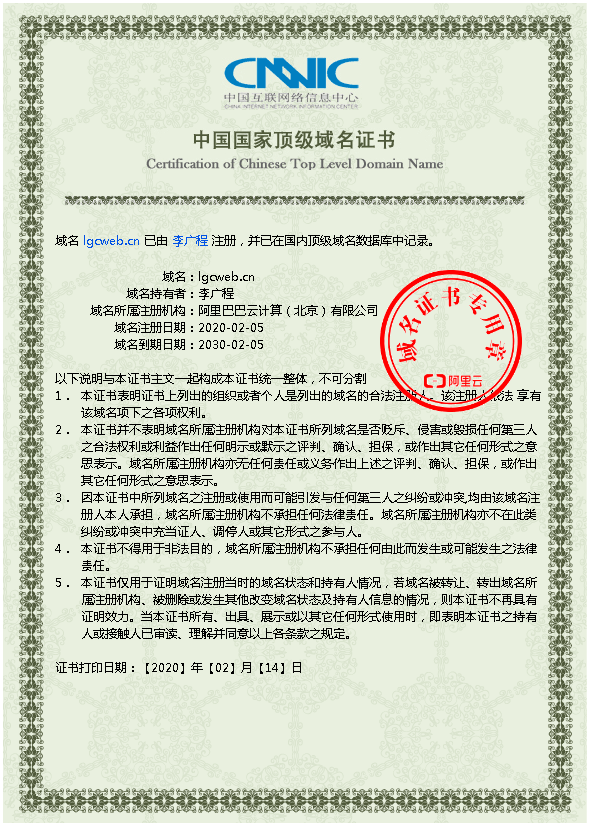 CNNIC
中国互联网络信息中心
CHINA INTERNET NETWORK INFORMATION CENTER
中国国家顶级域名证书
Certification of Chinese Top Level Domain Name
域名 lgcweb.cn 已由 李广程 注册，并已在国内顶级域名数据库中记录。
域名：lgcweb.cn
域名持有者：李广程
域名所属注册机构：阿里巴巴云计算（北京）有限公司
域名注册日期：2020-02-05
域名到期日期：2030-02-05
域名证书专用章
阿里云
以下说明与本证书主文一起构成本证书统一整体，不可分割
1． 本证书表明证书上列出的组织或者个人是列出的域名的合法注册人。该注册人依法 享有
该域名项下之各项权利。
2． 本证书并不表明域名所属注册机构对本证书所列域名是否贬斥、侵害或毁损任何第三人
之合法权利或利益作出任何明示或默示之评判、确认、担保，或作出其它任何形式之意
思表示。域名所属注册机构亦无任何责任或义务作出上述之评判、确认、担保，或作出
其它任何形式之意思表示。
3． 因本证书中所列域名之注册或使用而可能引发与任何第三人之纠纷或冲突,均由该域名注
册人本人承担，域名所属注册机构不承担任何法律责任。域名所属注册机构亦不在此类
纠纷或冲突中充当证人、调停人或其它形式之参与人。
4． 本证书不得用于非法目的，域名所属注册机构不承担任何由此而发生或可能发生之法律
责任。
5． 本证书仅用于证明域名注册当时的域名状态和持有人情况，若域名被转让、转出域名所
属注册机构、被删除或发生其他改变域名状态及持有人信息的情况，则本证书不再具有
证明效力。当本证书所有、出具、展示或以其它任何形式使用时，即表明本证书之持有
人或接触人已审读、理解并同意以上各条款之规定。
证书打印日期：【2020】年【02】月【14】日